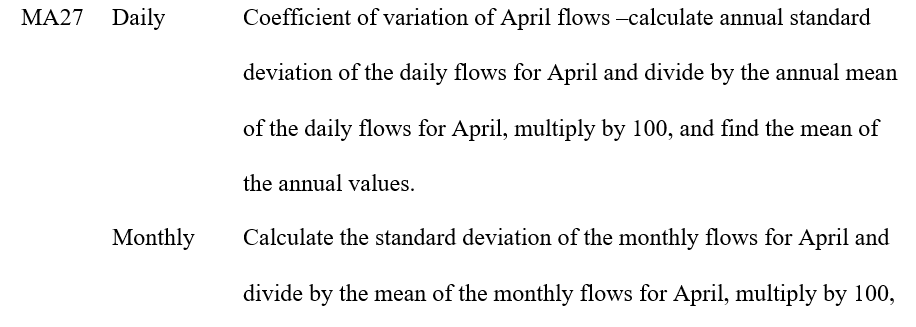 MA27 Daily Coefficient of variation of April flows –calculate annual standard
deviation of the daily flows for April and divide by the annual mean
of the daily flows for April, multiply by 100, and find the mean of
the annual values.
Monthly Calculate the standard deviation of the monthly flows for April and
divide by the mean of the monthly flows for April, multiply by 100,